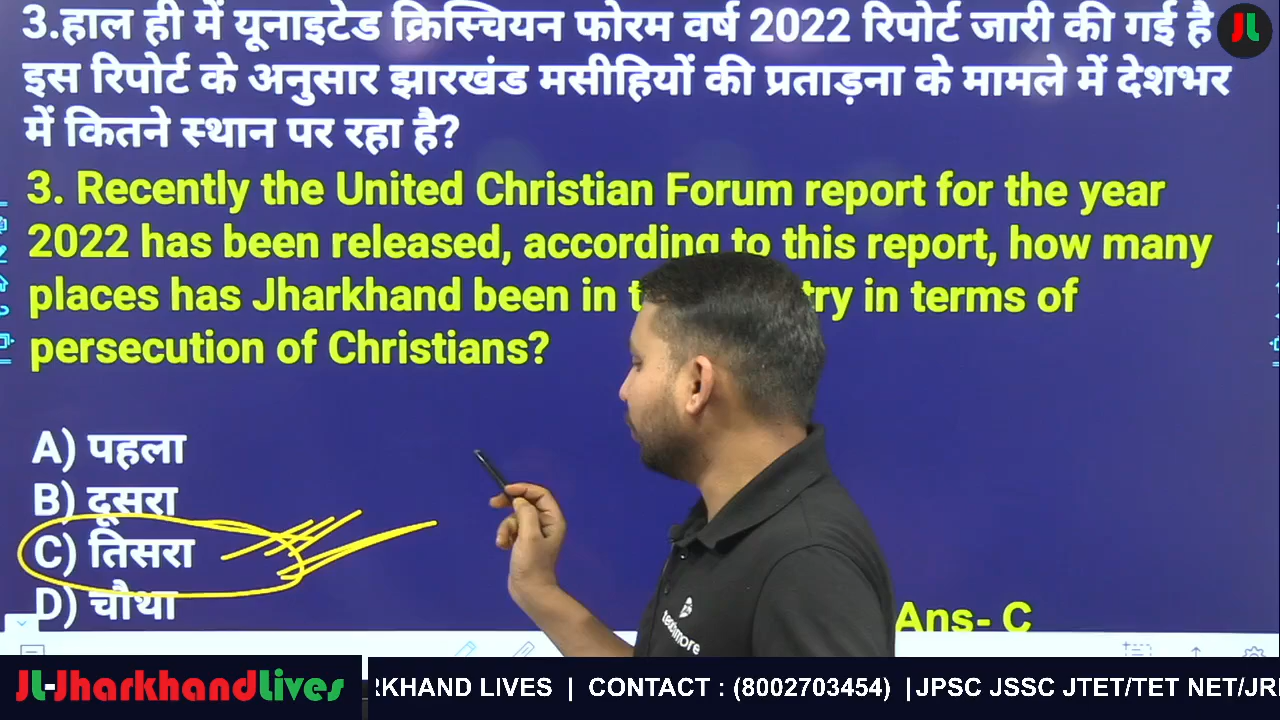 3.हाल ही में यूनाइटेड क्रिस्चियन फोरम वर्ष 2022 रिपोर्ट जारी की गई है
JL
इस रिपोर्ट के अनुसार झारखंड मसीहियों की प्रताड़ना के मामले में देशभर
में कितने स्थान पर रहा है?
3. Recently the United Christian Forum report for the year
2022 has been released, according to this report, how many
places has Jharkhand been in try in terms of
persecution of Christians?
A) पहला
B) दूसरा
C) तिसरा
D) चौथा
Ans- C
teachmore
JL-JharkhandLives
RKHAND LIVES | CONTACT : (8002703454) |JPSC JSSC JTET/TET NET/JR